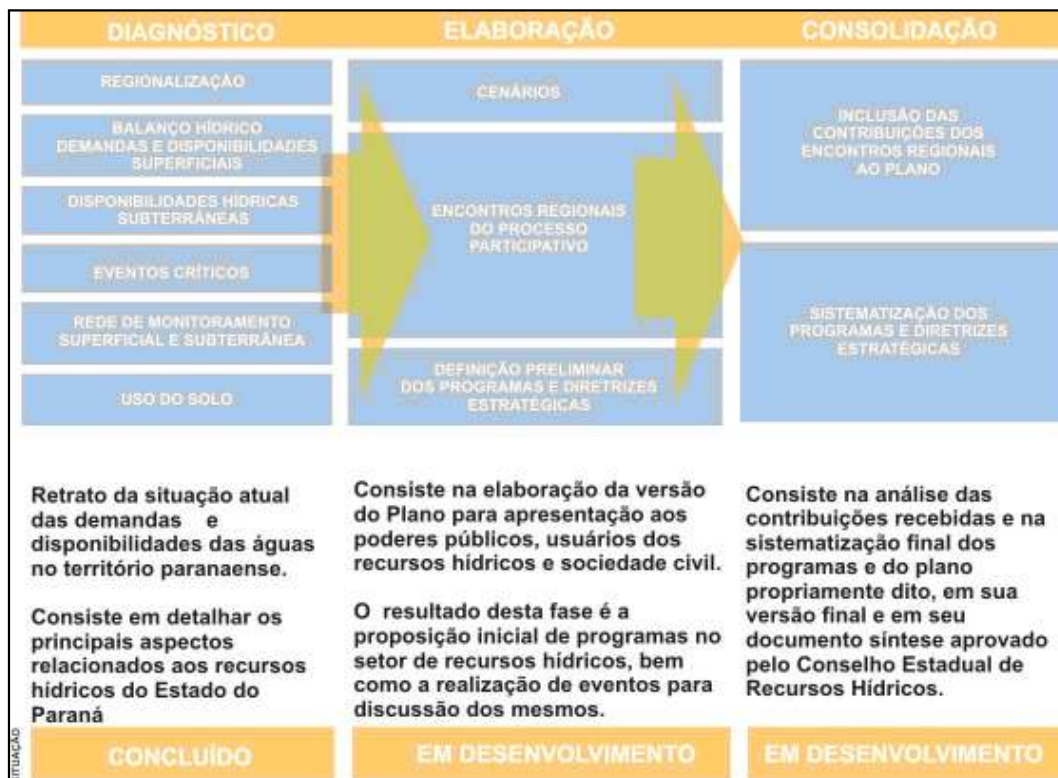 DIAGNÓSTICO
REGIONALIZAÇÃO
BALANÇO HÍDRICO
DEMANDAS E DISPONIBILIDADES
SUPERFICIAIS
DISPONIBILIDADES HÍDRICAS
SUBTERRÂNEAS
EVENTOS CRÍTICOS
REDE DE MONITORAMENTO
SUPERFICIAL E SUBTERRÂNEA
USO DO SOLO
Retrato da situação atual
das demandas e
disponibilidades das águas
no território paranaense.
Consiste em detalhar os
principais aspectos
relacionados aos recursos
hídricos do Estado do
Paraná
ELABORAÇÃO
CENÁRIOS
ENCONTROS REGIONAIS
DO PROCESSO
PARTICIPATIVO
DEFINIÇÃO PRELIMINAR
DOS PROGRAMAS E DIRETRIZES
ESTRATÉGICAS
Consiste na elaboração da versão
do Plano para apresentação aos
poderes públicos, usuários dos
recursos hídricos e sociedade civil.
O resultado desta fase é a
proposição inicial de programas no
setor de recursos hídricos, bem
como a realização de eventos para
discussão dos mesmos.
CONSOLIDAÇÃO
INCLUSÃO DAS
CONTRIBUIÇÕES DOS
ENCONTROS REGIONAIS
AO PLANO
SISTEMATIZAÇÃO DOS
PROGRAMAS E DIRETRIZES
ESTRATÉGICAS
Consiste na análise das
contribuições recebidas e na
sistematização final dos
programas e do plano
propriamente dito, em sua
versão final e em seu
documento síntese aprovado
pelo Conselho Estadual de
Recursos Hídricos.
SITUAÇÃO
CONCLUÍDO
EM DESENVOLVIMENTO
EM DESENVOLVIMENTO